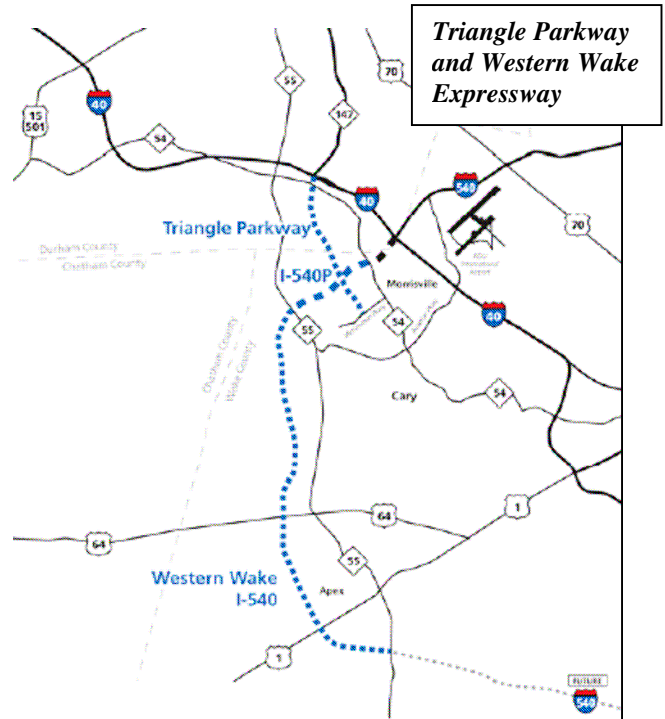 Triangle Parkway
and Western Wake
Expressway
55
70
147
15
501
40
54
540
40
Triangle Parkway
70
Durham County
Chatham County
I-540P
Morrisville
40
55
54
Chatham County
Wake County
Cary
54
64
64
1
55
Western Wake
I-540
Apex
1
FUTURE
540